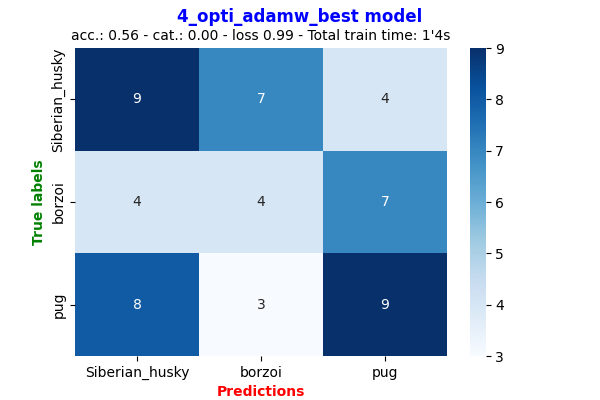 4_opti_adamw_best model
acc.: 0.56 - cat.: 0.00 - loss 0.99 - Total train time: 1'4s
True labels
Siberian_husky
borzoi
pug
9 7 4
4 4 7
8 3 9
Siberian_husky borzoi pug
Predictions
9
8
7
6
5
4
3